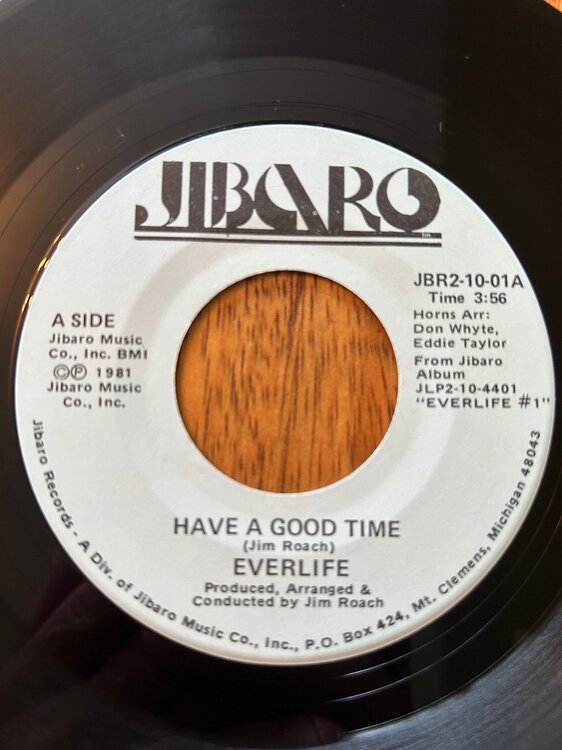 JIBARO
tm
JBR2-10-01A
Time 3:56
Horns Arr:
Don Whyte,
Eddie Taylor
From Jibaro
Album
JLP2-10-4401
"EVERLIFE #1"
A SIDE
Jibaro Music
Co., Inc. BMI
©℗ 1981
Jibaro Music
Co., Inc.
HAVE A GOOD TIME
(Jim Roach)
EVERLIFE
Produced, Arranged &
Conducted by Jim Roach
Jibaro Records - A Div. of Jibaro Music Co., Inc., P.O. Box 424, Mt. Clemens, Michigan 48043